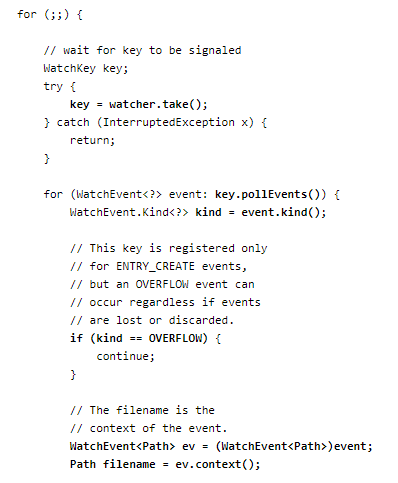 for (;;) {

    // wait for key to be signaled
    WatchKey key;
    try {
        key = watcher.take();
    } catch (InterruptedException x) {
        return;
    }

    for (WatchEvent<?> event: key.pollEvents()) {
        WatchEvent.Kind<?> kind = event.kind();

        // This key is registered only
        // for ENTRY_CREATE events,
        // but an OVERFLOW event can
        // occur regardless if events
        // are lost or discarded.
        if (kind == OVERFLOW) {
            continue;
        }

        // The filename is the
        // context of the event.
        WatchEvent<Path> ev = (WatchEvent<Path>)event;
        Path filename = ev.context();